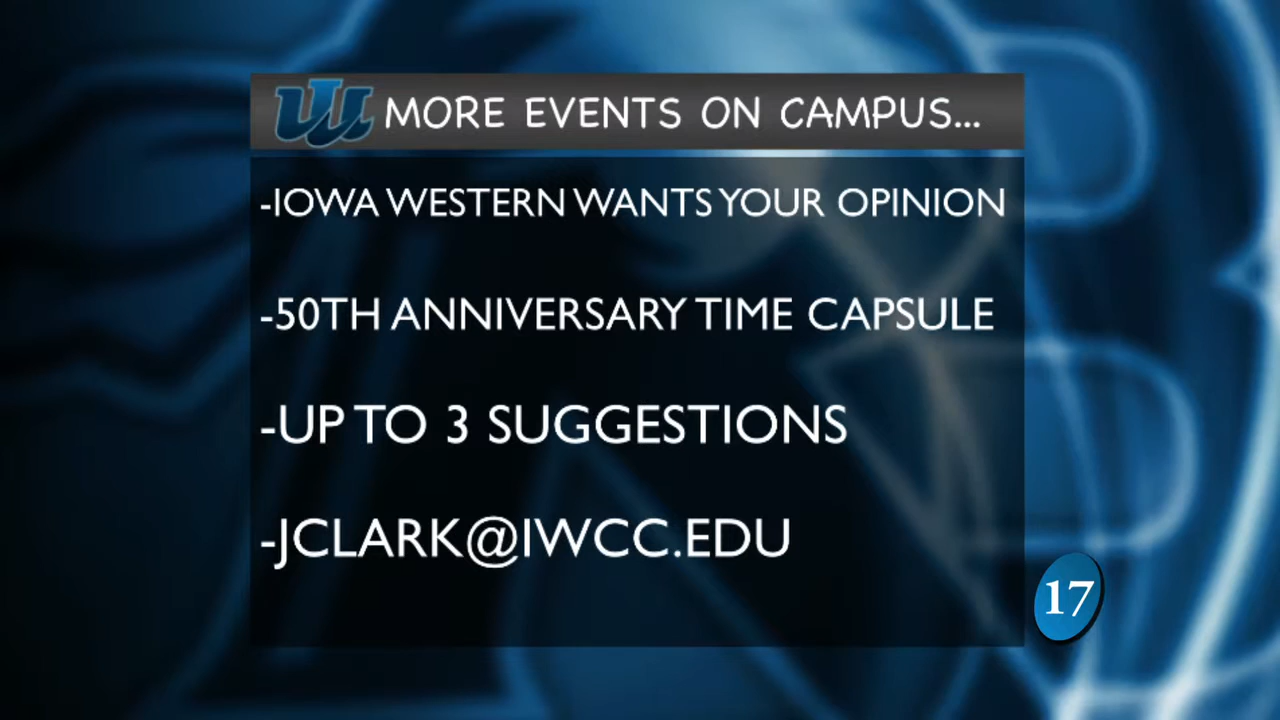 MORE EVENTS ON CAMPUS...
-IOWA WESTERN WANTS YOUR OPINION
-50TH ANNIVERSARY TIME CAPSULE
-UP TO 3 SUGGESTIONS
-JCLARK@IWCC.EDU
17